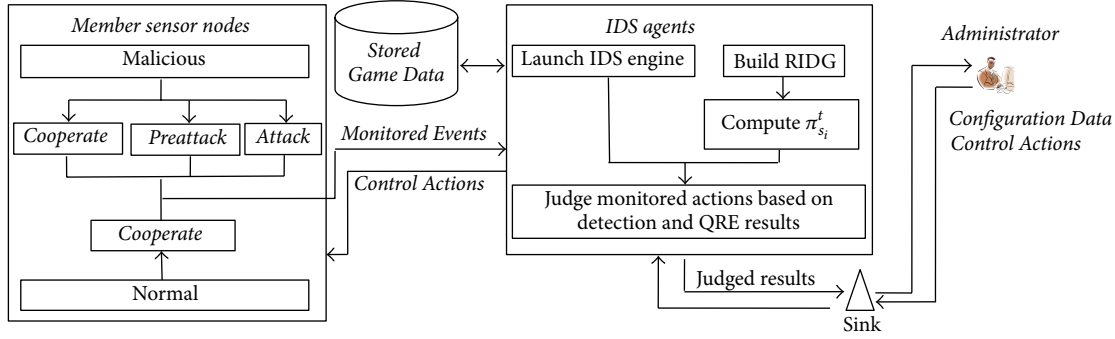 Member sensor nodes
Malicious
Cooperate
Preattack
Attack
Cooperate
Normal
Stored
Game Data
Monitored Events
Control Actions
IDS agents
Launch IDS engine
Build RIDG
Compute π^t_{s_i}
Judge monitored actions based on
detection and QRE results
Judged results
Sink
Administrator
Configuration Data
Control Actions